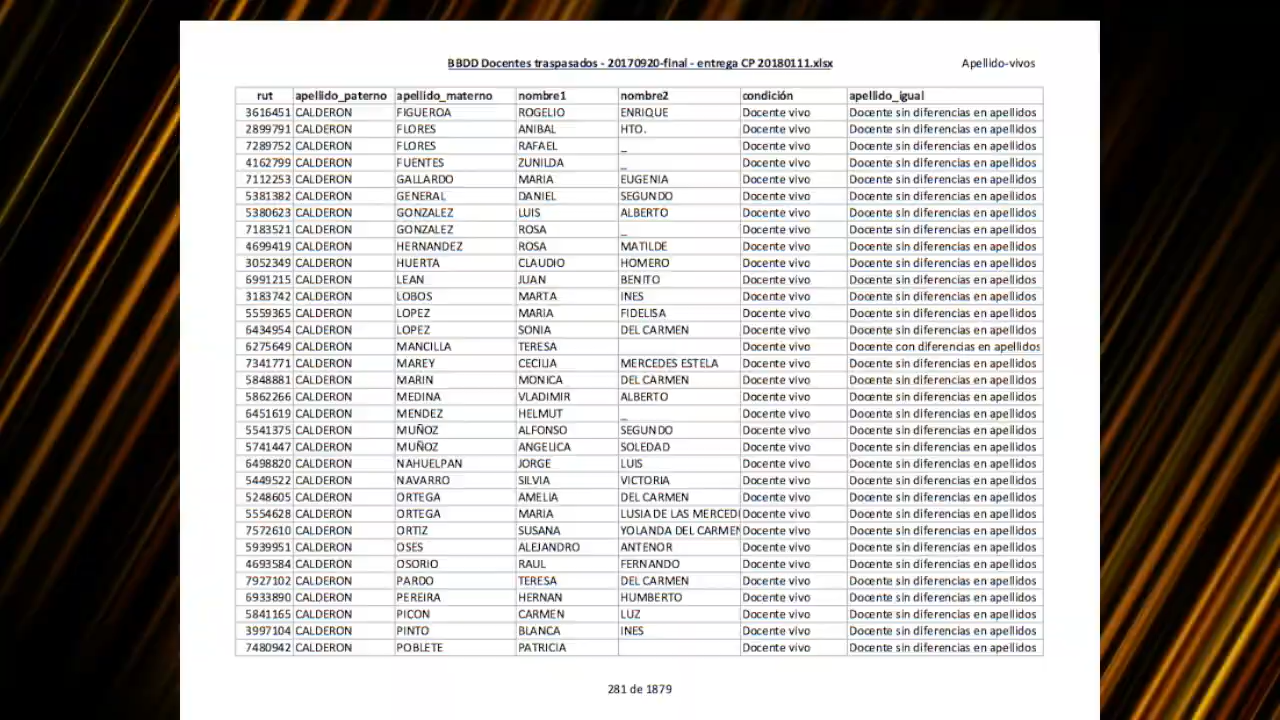 BBDD Docentes traspasados - 20170920-final - entrega CP 20180111.xlsx Apellido-vivos
rut apellido_paterno apellido_materno nombre1 nombre2 condición apellido_igual
3616451 CALDERON FIGUEROA ROGELIO ENRIQUE Docente vivo Docente sin diferencias en apellidos
2899791 CALDERON FLORES ANIBAL HTO. Docente vivo Docente sin diferencias en apellidos
7289752 CALDERON FLORES RAFAEL _ Docente vivo Docente sin diferencias en apellidos
4162799 CALDERON FUENTES ZUNILDA _ Docente vivo Docente sin diferencias en apellidos
7112253 CALDERON GALLARDO MARIA EUGENIA Docente vivo Docente sin diferencias en apellidos
5381382 CALDERON GENERAL DANIEL SEGUNDO Docente vivo Docente sin diferencias en apellidos
5380623 CALDERON GONZALEZ LUIS ALBERTO Docente vivo Docente sin diferencias en apellidos
7183521 CALDERON GONZALEZ ROSA _ Docente vivo Docente sin diferencias en apellidos
4699419 CALDERON HERNANDEZ ROSA MATILDE Docente vivo Docente sin diferencias en apellidos
3052349 CALDERON HUERTA CLAUDIO HOMERO Docente vivo Docente sin diferencias en apellidos
6991215 CALDERON LEAN JUAN BENITO Docente vivo Docente sin diferencias en apellidos
3183742 CALDERON LOBOS MARTA INES Docente vivo Docente sin diferencias en apellidos
5559365 CALDERON LOPEZ MARIA FIDELISA Docente vivo Docente sin diferencias en apellidos
6434954 CALDERON LOPEZ SONIA DEL CARMEN Docente vivo Docente sin diferencias en apellidos
6275649 CALDERON MANCILLA TERESA Docente vivo Docente con diferencias en apellidos
7341771 CALDERON MAREY CECILIA MERCEDES ESTELA Docente vivo Docente sin diferencias en apellidos
5848881 CALDERON MARIN MONICA DEL CARMEN Docente vivo Docente sin diferencias en apellidos
5862266 CALDERON MEDINA VLADIMIR ALBERTO Docente vivo Docente sin diferencias en apellidos
6451619 CALDERON MENDEZ HELMUT _ Docente vivo Docente sin diferencias en apellidos
5541375 CALDERON MUÑOZ ALFONSO SEGUNDO Docente vivo Docente sin diferencias en apellidos
5741447 CALDERON MUÑOZ ANGELICA SOLEDAD Docente vivo Docente sin diferencias en apellidos
6498820 CALDERON NAHUELPAN JORGE LUIS Docente vivo Docente sin diferencias en apellidos
5449522 CALDERON NAVARRO SILVIA VICTORIA Docente vivo Docente sin diferencias en apellidos
5248605 CALDERON ORTEGA AMELIA DEL CARMEN Docente vivo Docente sin diferencias en apellidos
5554628 CALDERON ORTEGA MARIA LUSIA DE LAS MERCED Docente vivo Docente sin diferencias en apellidos
7572610 CALDERON ORTIZ SUSANA YOLANDA DEL CARMEN Docente vivo Docente sin diferencias en apellidos
5939951 CALDERON OSES ALEJANDRO ANTENOR Docente vivo Docente sin diferencias en apellidos
4693584 CALDERON OSORIO RAUL FERNANDO Docente vivo Docente sin diferencias en apellidos
7927102 CALDERON PARDO TERESA DEL CARMEN Docente vivo Docente sin diferencias en apellidos
6933890 CALDERON PEREIRA HERNAN HUMBERTO Docente vivo Docente sin diferencias en apellidos
5841165 CALDERON PICON CARMEN LUZ Docente vivo Docente sin diferencias en apellidos
3997104 CALDERON PINTO BLANCA INES Docente vivo Docente sin diferencias en apellidos
7480942 CALDERON POBLETE PATRICIA Docente vivo Docente sin diferencias en apellidos
281 de 1879